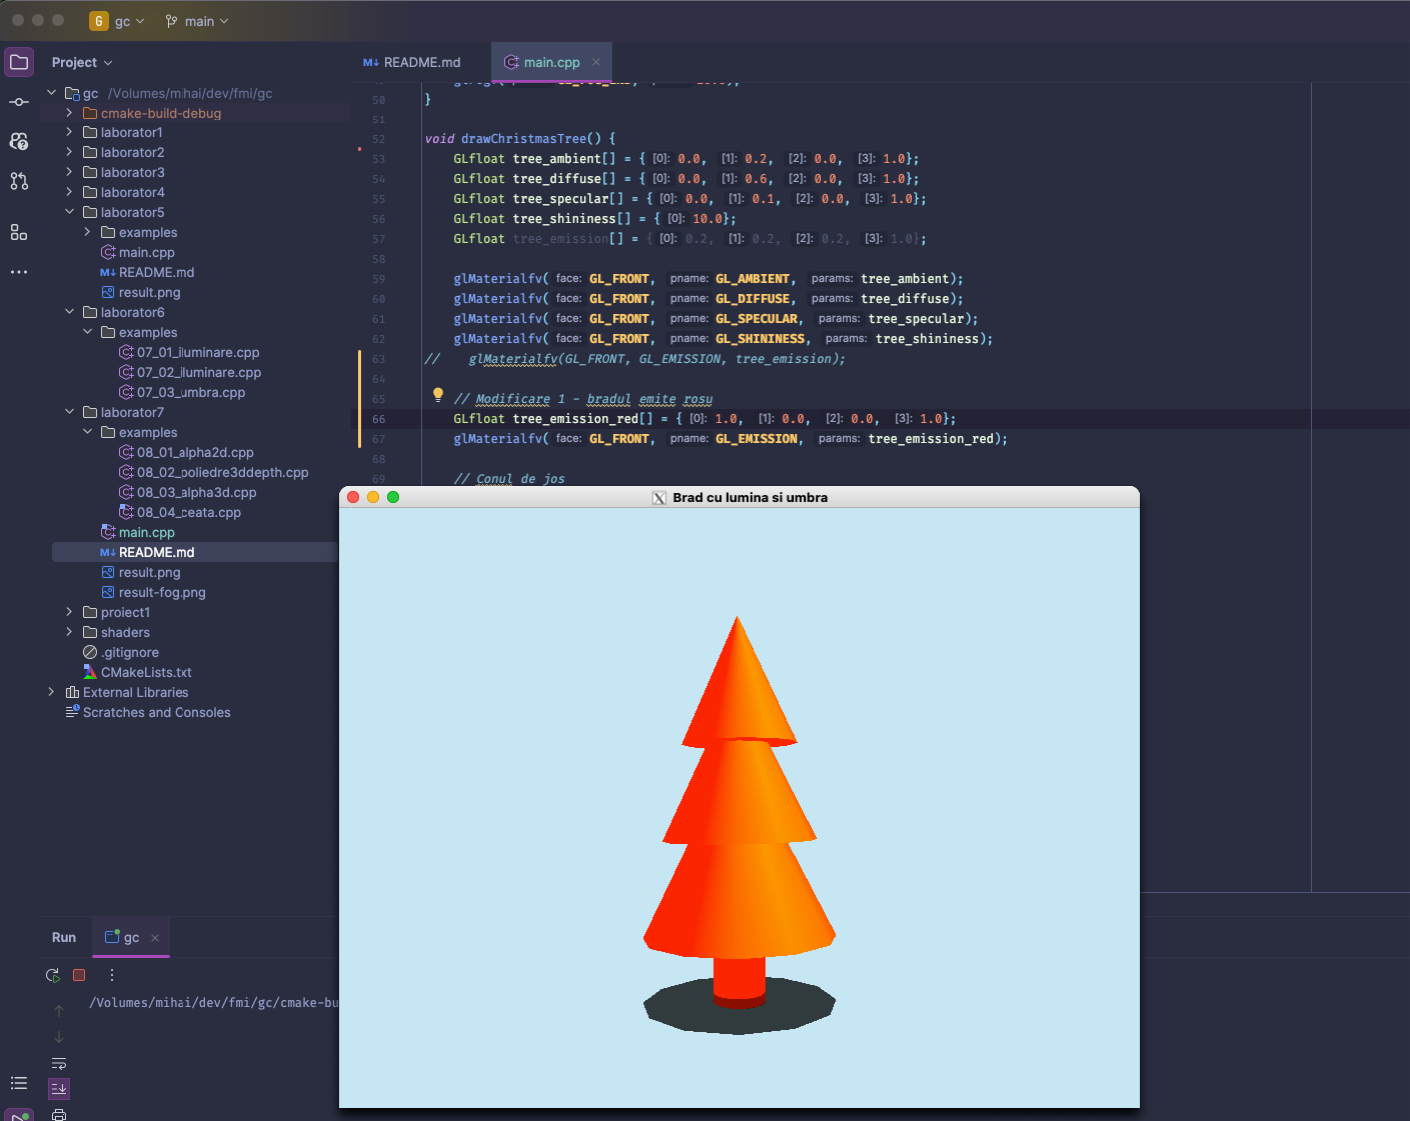 G gc main
Project
README.md
main.cpp
gc /Volumes/mihai/dev/fmi/gc
cmake-build-debug
laborator1
laborator2
laborator3
laborator4
laborator5
examples
main.cpp
README.md
result.png
laborator6
examples
07_01_iluminare.cpp
07_02_iluminare.cpp
07_03_umbra.cpp
laborator7
examples
08_01_alpha2d.cpp
08_02_poliedre3ddepth.cpp
08_03_alpha3d.cpp
08_04_ceata.cpp
main.cpp
README.md
result.png
result-fog.png
proiect1
shaders
.gitignore
CMakeLists.txt
External Libraries
Scratches and Consoles
50 }
51
52 void drawChristmasTree() {
53 GLfloat tree_ambient[] = { [0]: 0.0, [1]: 0.2, [2]: 0.0, [3]: 1.0};
54 GLfloat tree_diffuse[] = { [0]: 0.0, [1]: 0.6, [2]: 0.0, [3]: 1.0};
55 GLfloat tree_specular[] = { [0]: 0.0, [1]: 0.1, [2]: 0.0, [3]: 1.0};
56 GLfloat tree_shininess[] = { [0]: 10.0};
57 GLfloat tree_emission[] = { [0]: 0.2, [1]: 0.2, [2]: 0.2, [3]: 1.0};
58
59 glMaterialfv( face: GL_FRONT, pname: GL_AMBIENT, params: tree_ambient);
60 glMaterialfv( face: GL_FRONT, pname: GL_DIFFUSE, params: tree_diffuse);
61 glMaterialfv( face: GL_FRONT, pname: GL_SPECULAR, params: tree_specular);
62 glMaterialfv( face: GL_FRONT, pname: GL_SHININESS, params: tree_shininess);
63 // glMaterialfv(GL_FRONT, GL_EMISSION, tree_emission);
64
65 // Modificare 1 - bradul emite rosu
66 GLfloat tree_emission_red[] = { [0]: 1.0, [1]: 0.0, [2]: 0.0, [3]: 1.0};
67 glMaterialfv( face: GL_FRONT, pname: GL_EMISSION, params: tree_emission_red);
68
69 // Conul de jos
Brad cu lumina si umbra
Run gc
/Volumes/mihai/dev/fmi/gc/cmake-bu